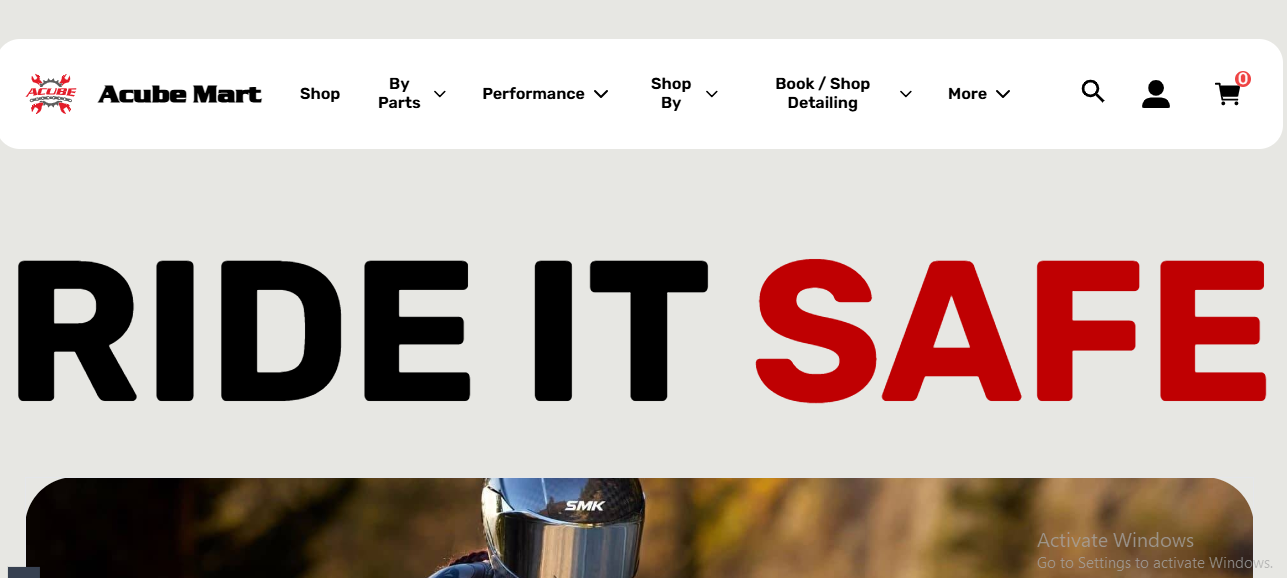 ACUBE
Acube Mart
Shop
By
Parts
Performance
Shop
By
Book / Shop
Detailing
More
0
RIDE IT SAFE
SMK
Activate Windows
Go to Settings to activate Windows.